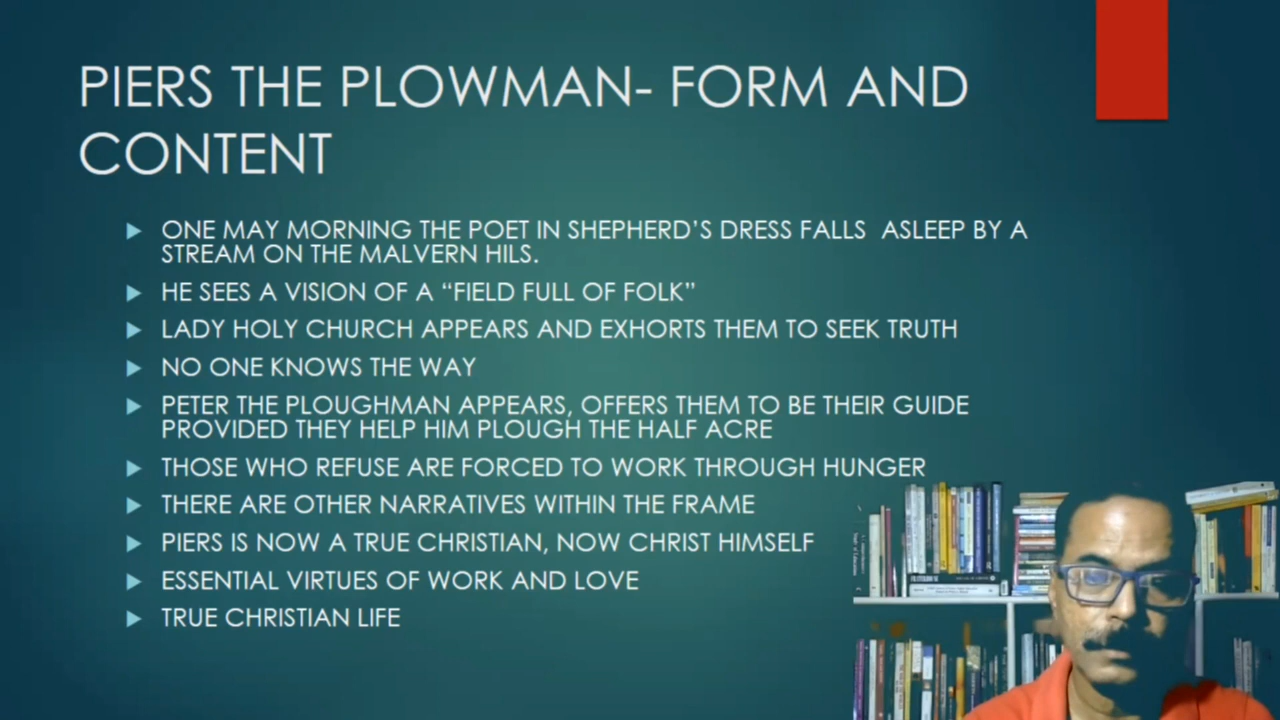 PIERS THE PLOWMAN- FORM AND
CONTENT
ONE MAY MORNING THE POET IN SHEPHERD'S DRESS FALLS ASLEEP BY A
STREAM ON THE MALVERN HILS.
HE SEES A VISION OF A “FIELD FULL OF FOLK”
LADY HOLY CHURCH APPEARS AND EXHORTS THEM TO SEEK TRUTH
NO ONE KNOWS THE WAY
PETER THE PLOUGHMAN APPEARS, OFFERS THEM TO BE THEIR GUIDE
PROVIDED THEY HELP HIM PLOUGH THE HALF ACRE
THOSE WHO REFUSE ARE FORCED TO WORK THROUGH HUNGER
THERE ARE OTHER NARRATIVES WITHIN THE FRAME
PIERS IS NOW A TRUE CHRISTIAN, NOW CHRIST HIMSELF
ESSENTIAL VIRTUES OF WORK AND LOVE
TRUE CHRISTIAN LIFE